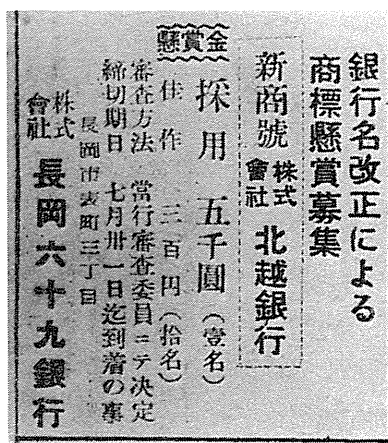 銀行名改正による
商標懸賞募集
新商號 株式會社 北越銀行
懸賞金
採用 五千圓（壹名）
佳作 三百円（拾名）
審査方法 當行審査委員ニテ决定
締切期日 七月卅一日迄到着の事
長岡市表町三丁目
株式會社 長岡六十九銀行